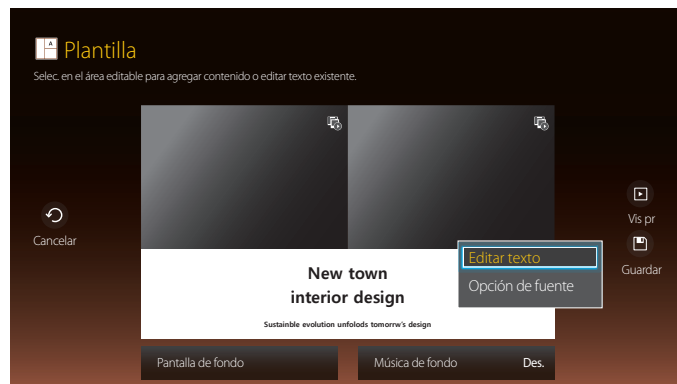 A
Plantilla
Selec. en el área editable para agregar contenido o editar texto existente.
Cancelar
Vis pr
Guardar
Editar texto
Opción de fuente
New town
interior design
Sustainble evolution unfolods tomorrw's design
Pantalla de fondo
Música de fondo Des.